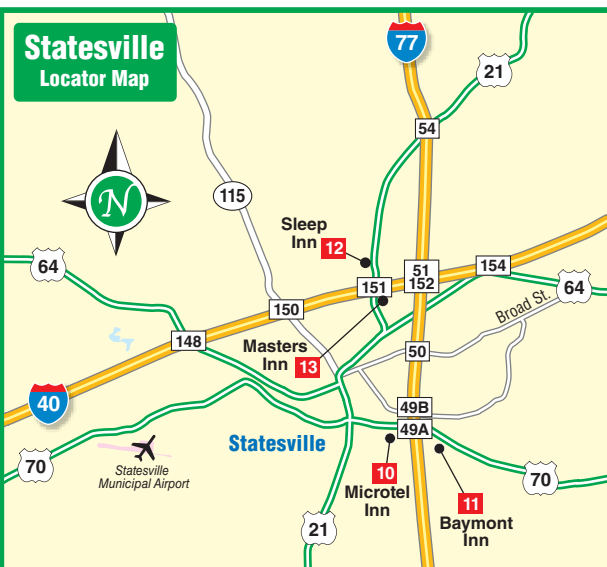 Statesville
Locator Map
77
21
54
N
115
Sleep
Inn
12
64
51
152
154
151
64
150
Broad St.
148
Masters
Inn
13
50
40
49B
49A
Statesville
70
Statesville
Municipal Airport
10
Microtel
Inn
11
Baymont
Inn
70
21